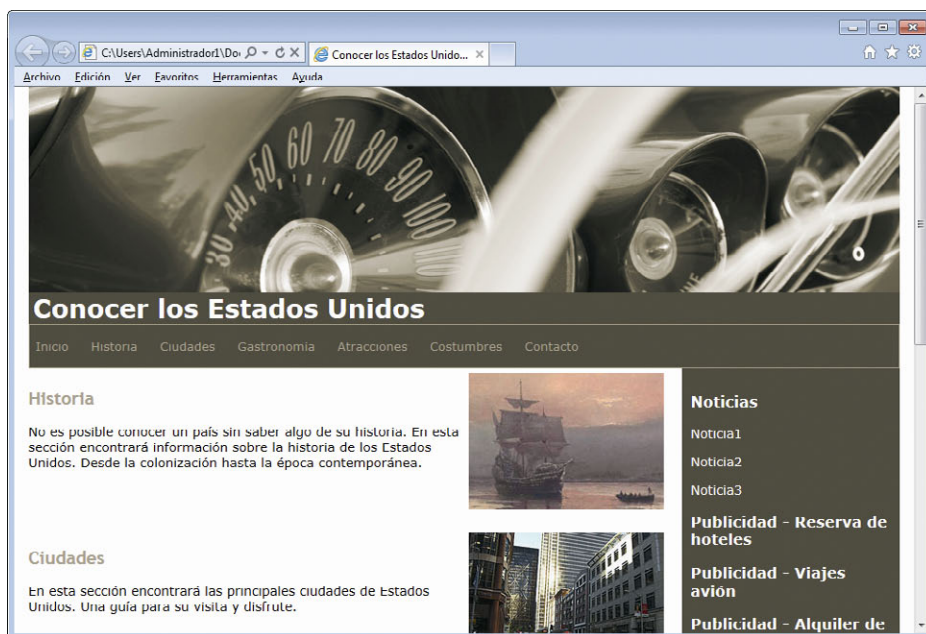 C:\Users\Administrador1\Do
Conocer los Estados Unido...
Archivo Edición Ver Favoritos Herramientas Ayuda
30 40 50 60 70 80 90 100 110
Conocer los Estados Unidos
Inicio Historia Ciudades Gastronomia Atracciones Costumbres Contacto
Historia
No es posible conocer un país sin saber algo de su historia. En esta
sección encontrará información sobre la historia de los Estados
Unidos. Desde la colonización hasta la época contemporánea.
Ciudades
En esta sección encontrará las principales ciudades de Estados
Unidos. Una guía para su visita y disfrute.
Noticias
Noticia1
Noticia2
Noticia3
Publicidad - Reserva de
hoteles
Publicidad - Viajes
avión
Publicidad - Alquiler de